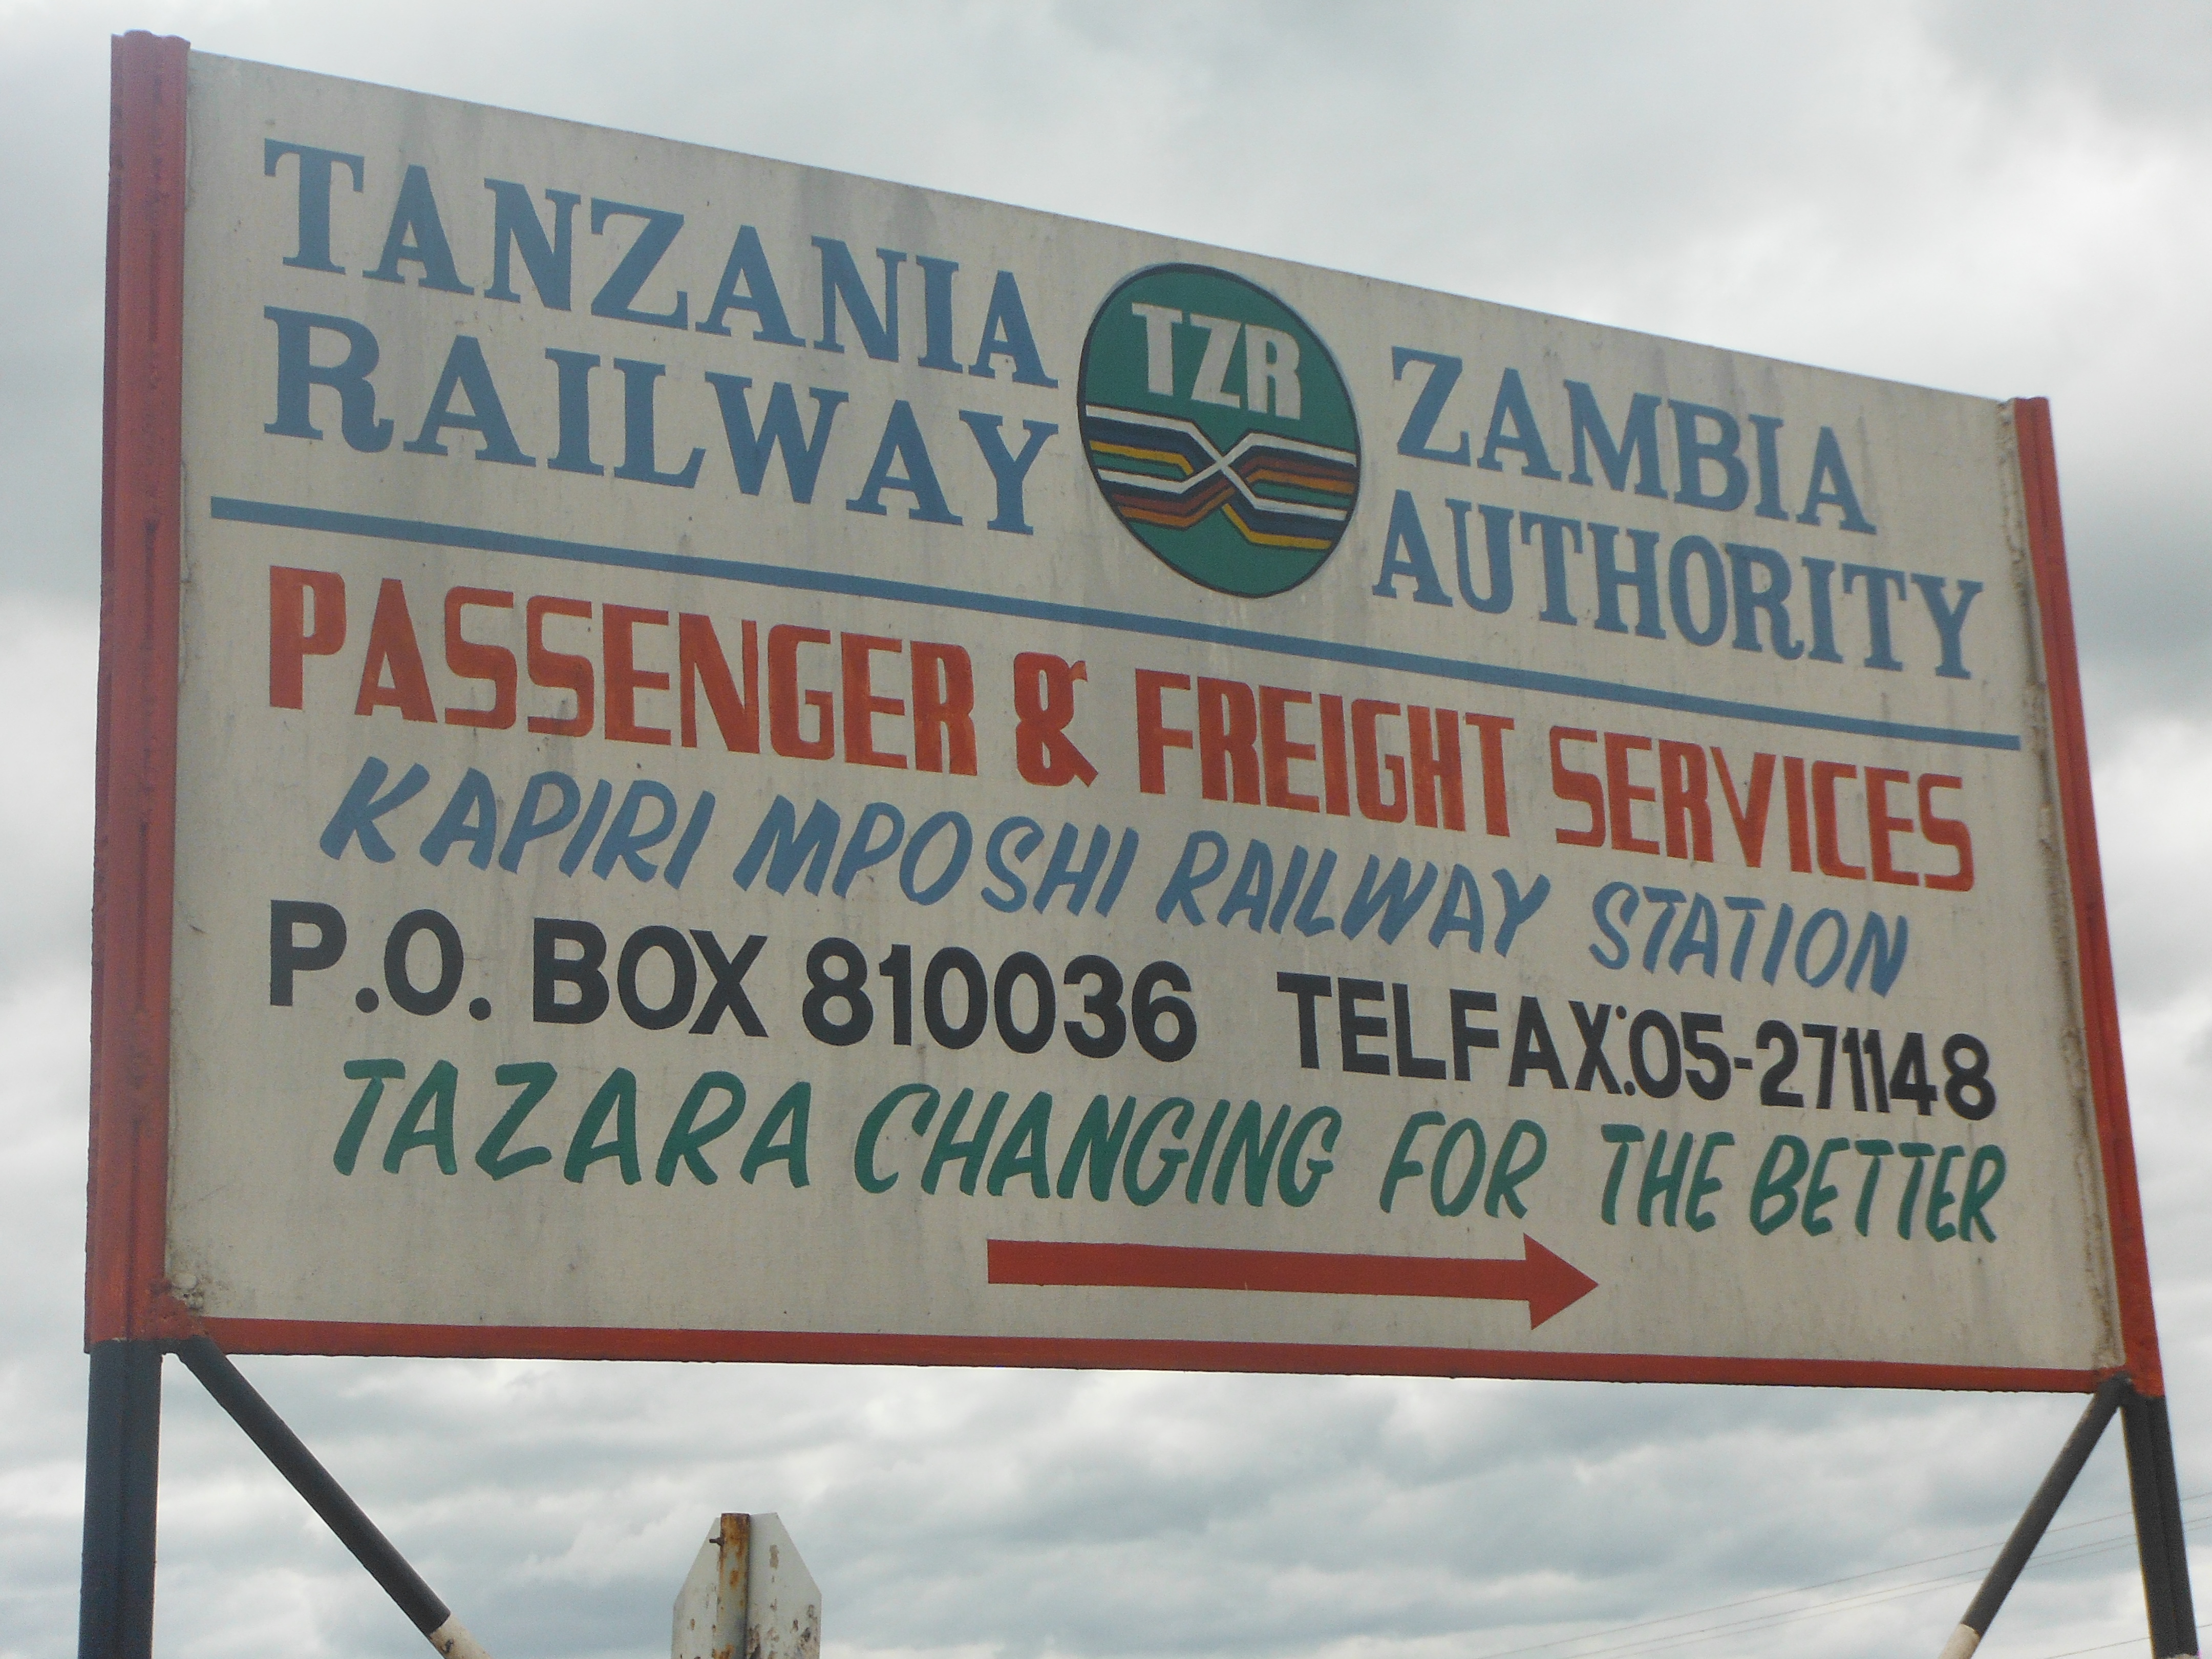 TANZANIA ZAMBIA
RAILWAY AUTHORITY
TZR
PASSENGER & FREIGHT SERVICES
KAPIRI MPOSHI RAILWAY STATION
P.O. BOX 810036 TELFAX:05-271148
TAZARA CHANGING FOR THE BETTER